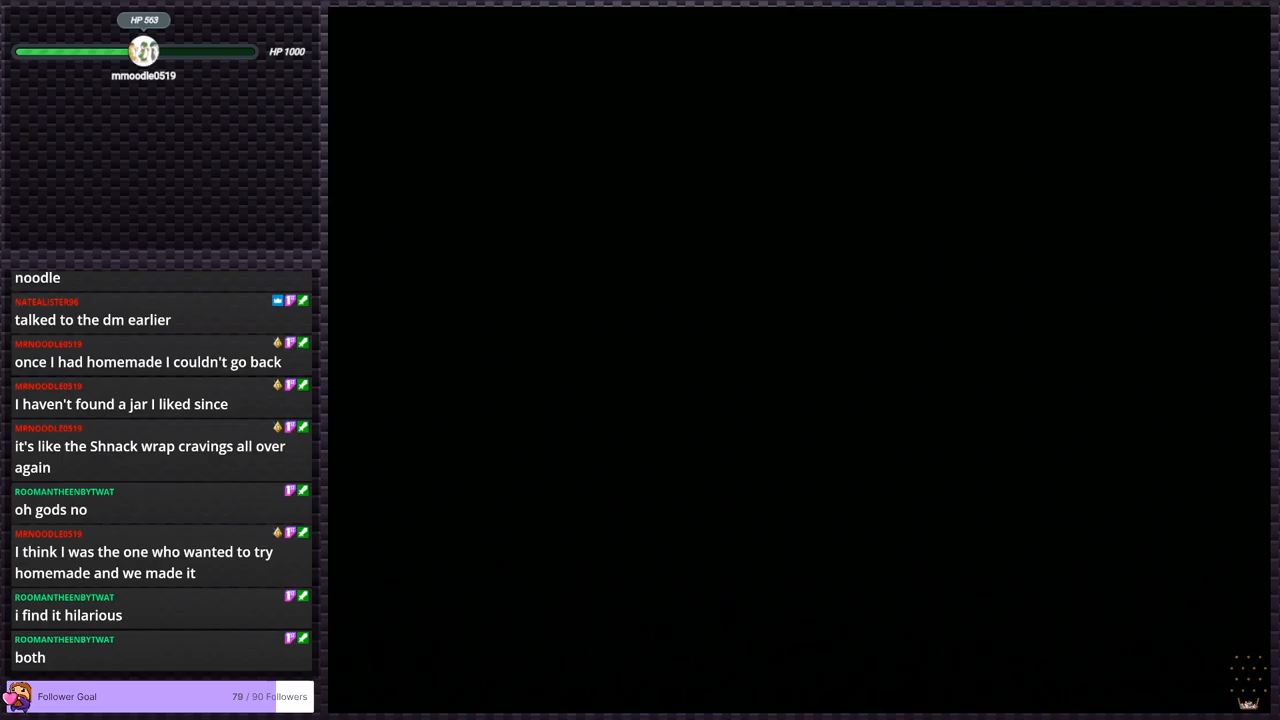 HP 563
HP 1000
mmoodle0519
noodle
NATEALISTER96
talked to the dm earlier
MRNOODLE0519
once I had homemade I couldn't go back
MRNOODLE0519
I haven't found a jar I liked since
MRNOODLE0519
it's like the Shnack wrap cravings all over
again
ROOMANTHEENBYTWAT
oh gods no
MRNOODLE0519
I think I was the one who wanted to try
homemade and we made it
ROOMANTHEENBYTWAT
i find it hilarious
ROOMANTHEENBYTWAT
both
Follower Goal 79 / 90 Followers